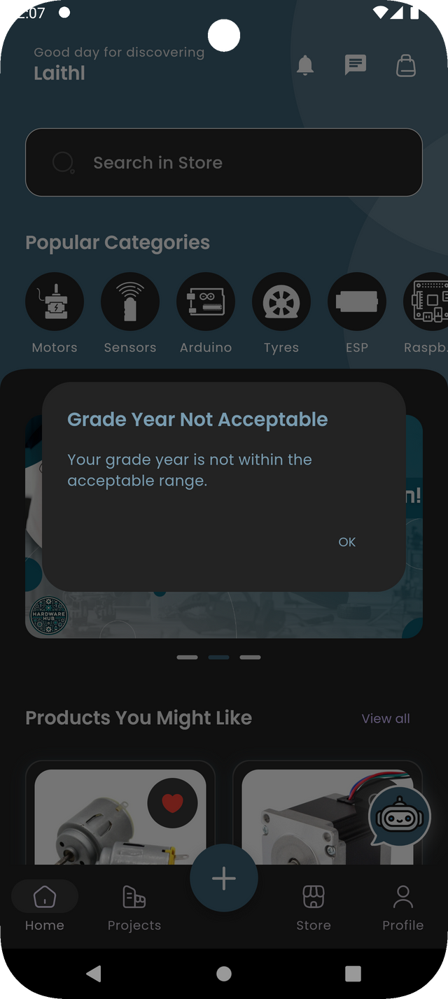 :07
Good day for discovering
Laithl
Search in Store
Popular Categories
Motors
Sensors
Arduino
Tyres
ESP
Raspb.
Grade Year Not Acceptable
Your grade year is not within the
acceptable range.
n!
OK
HARDWARE
HUB
Products You Might Like
View all
Home
Projects
Store
Profile